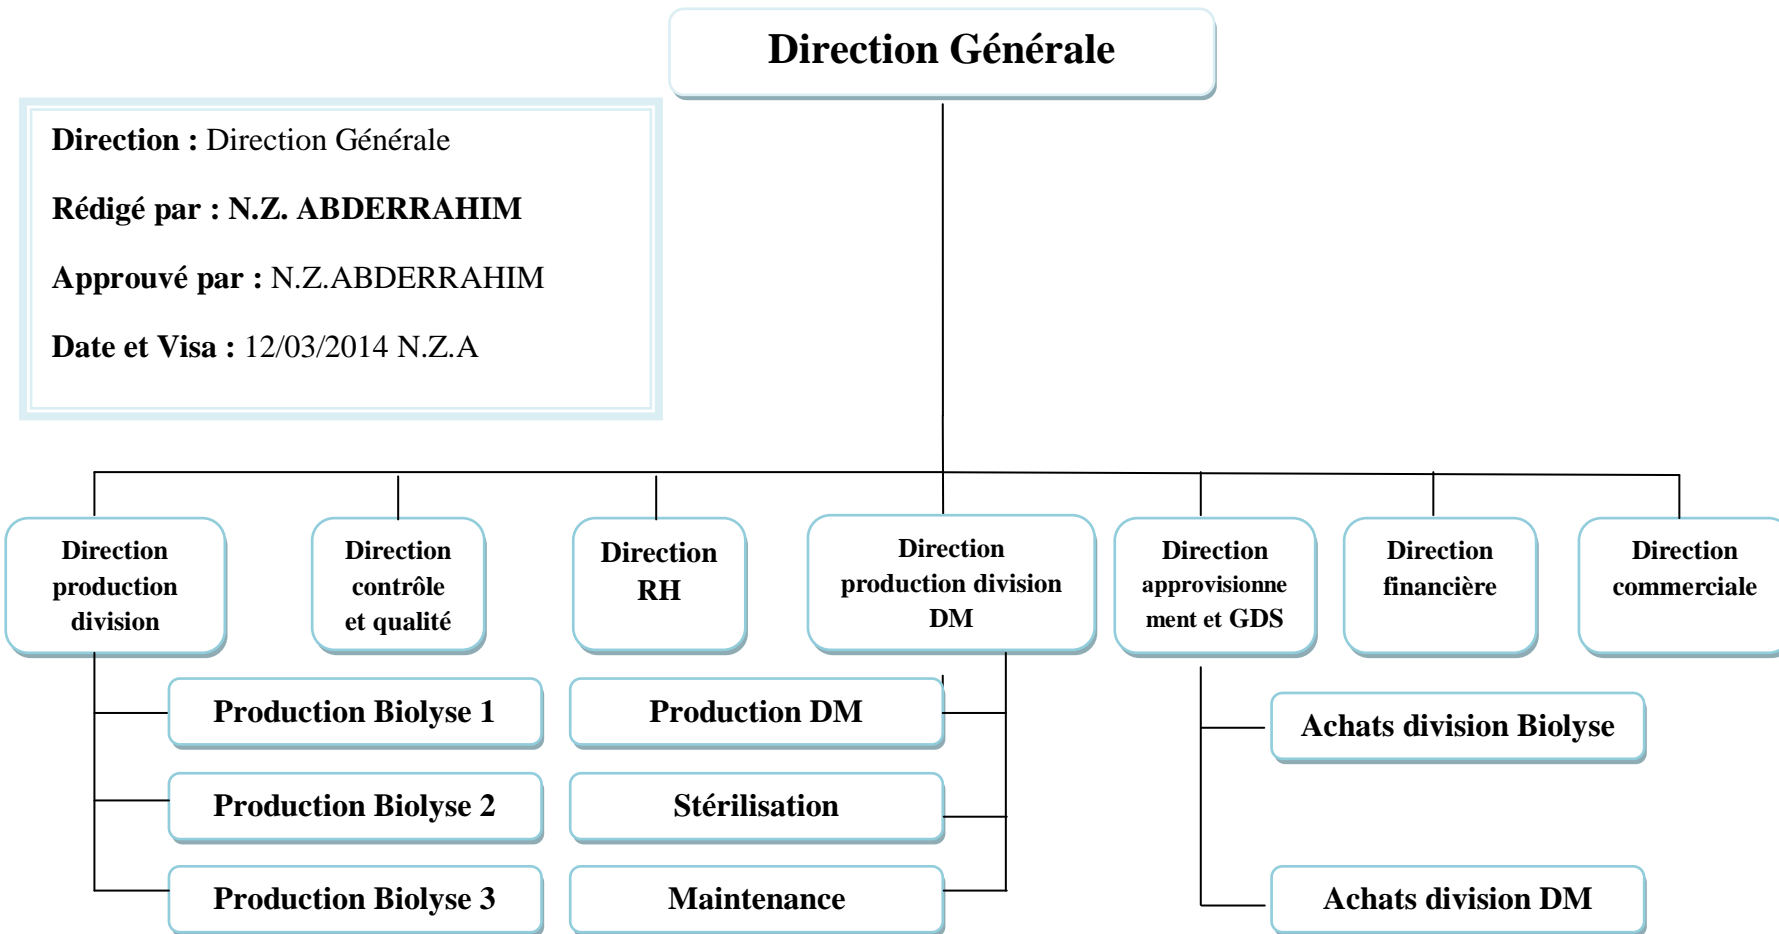 Direction Générale
Direction : Direction Générale
Rédigé par : N.Z. ABDERRAHIM
Approuvé par : N.Z.ABDERRAHIM
Date et Visa : 12/03/2014 N.Z.A
Direction
production
division
Direction
contrôle
et qualité
Direction
RH
Direction
production division
DM
Direction
approvisionne
ment et GDS
Direction
financière
Direction
commerciale
Production Biolyse 1
Production Biolyse 2
Production Biolyse 3
Production DM
Stérilisation
Maintenance
Achats division Biolyse
Achats division DM